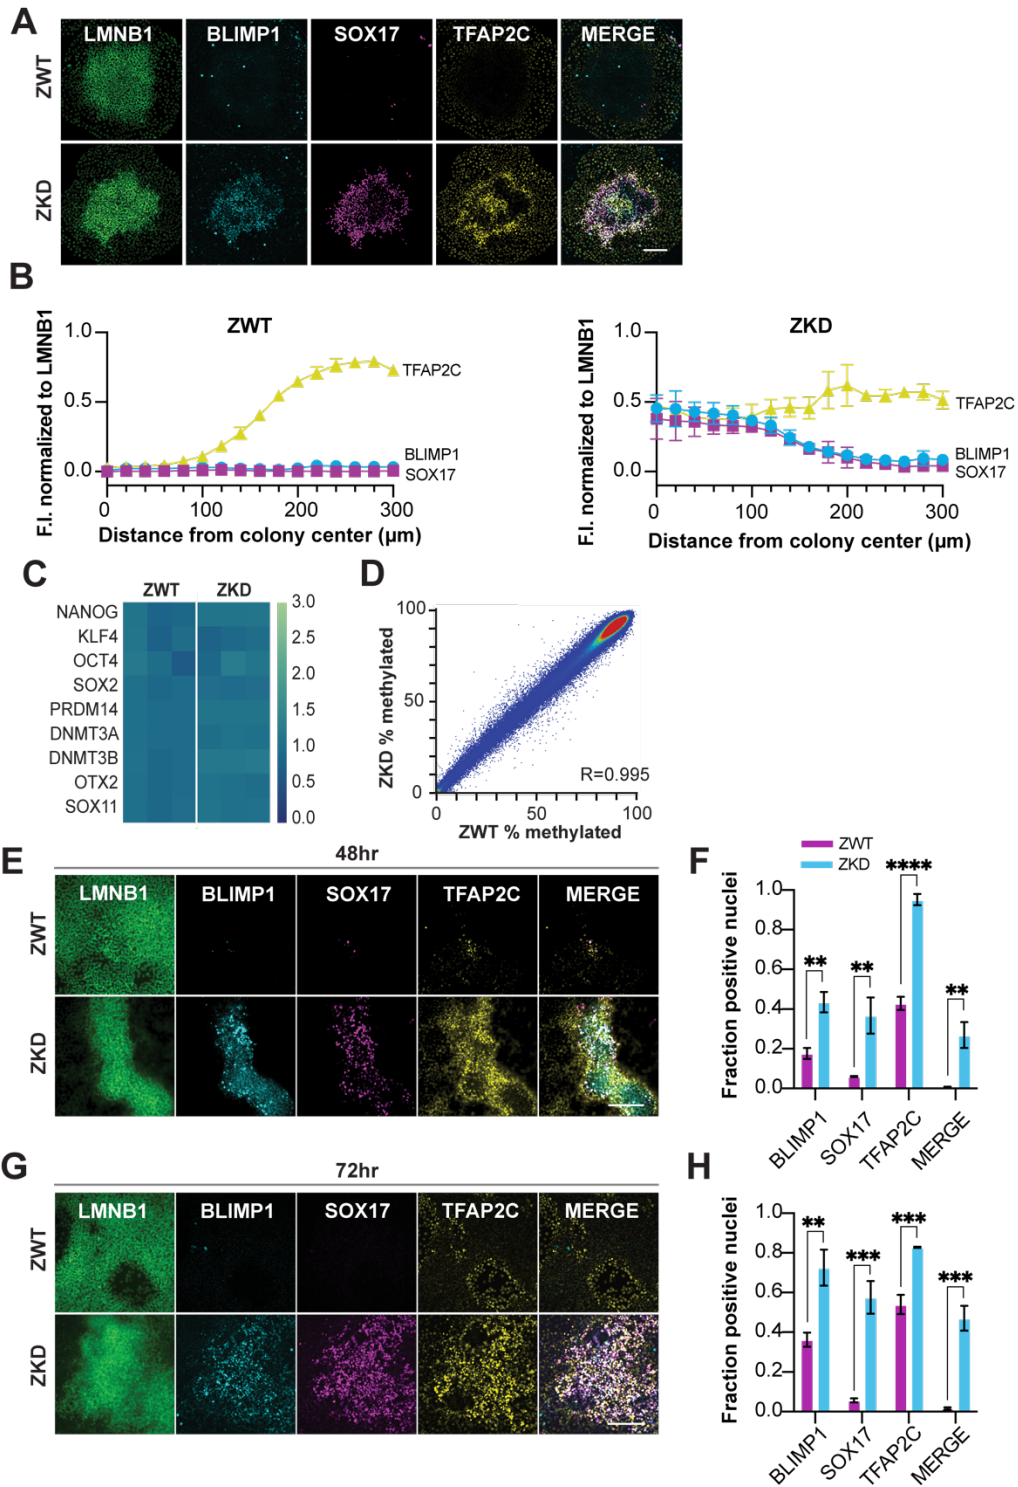 A
LMNB1 BLIMP1 SOX17 TFAP2C MERGE
ZWT
ZKD
B
ZWT
F.I. normalized to LMNB1
1.0
0.5
0.0
TFAP2C
BLIMP1
SOX17
0 100 200 300
Distance from colony center (µm)
ZKD
F.I. normalized to LMNB1
1.0
0.5
0.0
TFAP2C
BLIMP1
SOX17
0 100 200 300
Distance from colony center (µm)
C
ZWT ZKD
NANOG
KLF4
OCT4
SOX2
PRDM14
DNMT3A
DNMT3B
OTX2
SOX11
3.0
2.5
2.0
1.5
1.0
0.5
0.0
D
ZKD % methylated
100
50
0
R=0.995
0 50 100
ZWT % methylated
E
48hr
LMNB1 BLIMP1 SOX17 TFAP2C MERGE
ZWT
ZKD
F
ZWT
ZKD
Fraction positive nuclei
1.0
0.8
0.6
0.4
0.2
0.0
** ** **** **
BLIMP1 SOX17 TFAP2C MERGE
G
72hr
LMNB1 BLIMP1 SOX17 TFAP2C MERGE
ZWT
ZKD
H
Fraction positive nuclei
1.0
0.8
0.6
0.4
0.2
0.0
** *** *** ***
BLIMP1 SOX17 TFAP2C MERGE